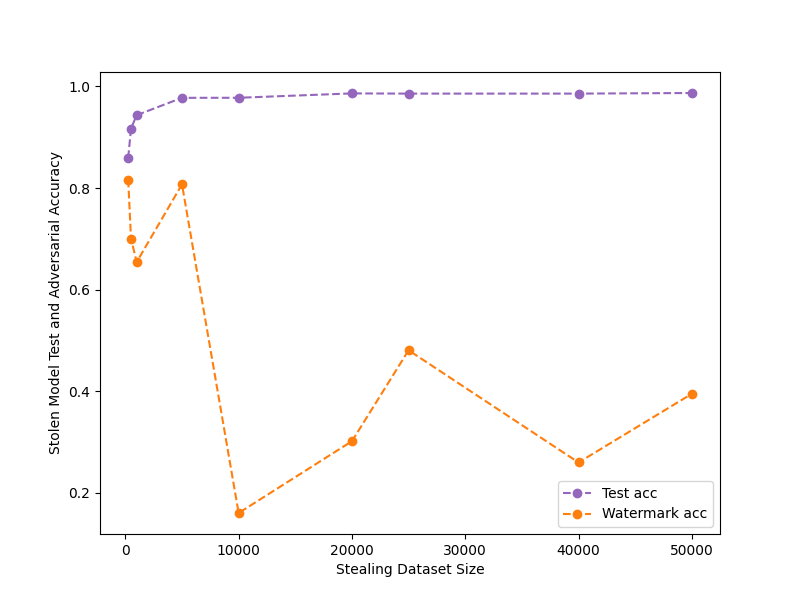 1.0
0.8
0.6
0.4
0.2
Stolen Model Test and Adversarial Accuracy
Test acc
Watermark acc
0 10000 20000 30000 40000 50000
Stealing Dataset Size